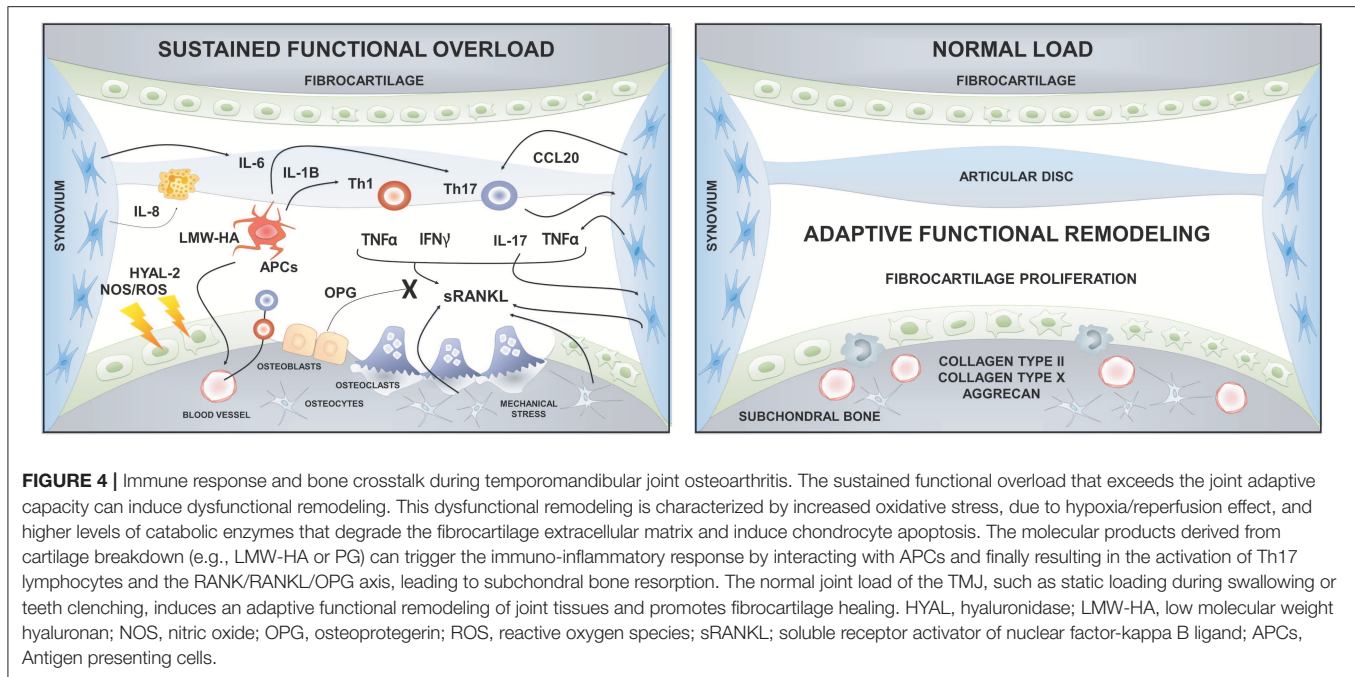 SUSTAINED FUNCTIONAL OVERLOAD
FIBROCARTILAGE
SYNOVIUM
IL-6
IL-1B
Th1
Th17
CCL20
IL-8
LMW-HA
APCs
TNFα
IFNγ
IL-17
TNFα
HYAL-2
NOS/ROS
OPG
X
sRANKL
OSTEOBLASTS
OSTEOCLASTS
OSTEOCYTES
MECHANICAL
STRESS
BLOOD VESSEL
NORMAL LOAD
FIBROCARTILAGE
SYNOVIUM
ARTICULAR DISC
ADAPTIVE FUNCTIONAL REMODELING
FIBROCARTILAGE PROLIFERATION
COLLAGEN TYPE II
COLLAGEN TYPE X
AGGRECAN
SUBCHONDRAL BONE
FIGURE 4 | Immune response and bone crosstalk during temporomandibular joint osteoarthritis. The sustained functional overload that exceeds the joint adaptive
capacity can induce dysfunctional remodeling. This dysfunctional remodeling is characterized by increased oxidative stress, due to hypoxia/reperfusion effect, and
higher levels of catabolic enzymes that degrade the fibrocartilage extracellular matrix and induce chondrocyte apoptosis. The molecular products derived from
cartilage breakdown (e.g., LMW-HA or PG) can trigger the immuno-inflammatory response by interacting with APCs and finally resulting in the activation of Th17
lymphocytes and the RANK/RANKL/OPG axis, leading to subchondral bone resorption. The normal joint load of the TMJ, such as static loading during swallowing or
teeth clenching, induces an adaptive functional remodeling of joint tissues and promotes fibrocartilage healing. HYAL, hyaluronidase; LMW-HA, low molecular weight
hyaluronan; NOS, nitric oxide; OPG, osteoprotegerin; ROS, reactive oxygen species; sRANKL; soluble receptor activator of nuclear factor-kappa B ligand; APCs,
Antigen presenting cells.